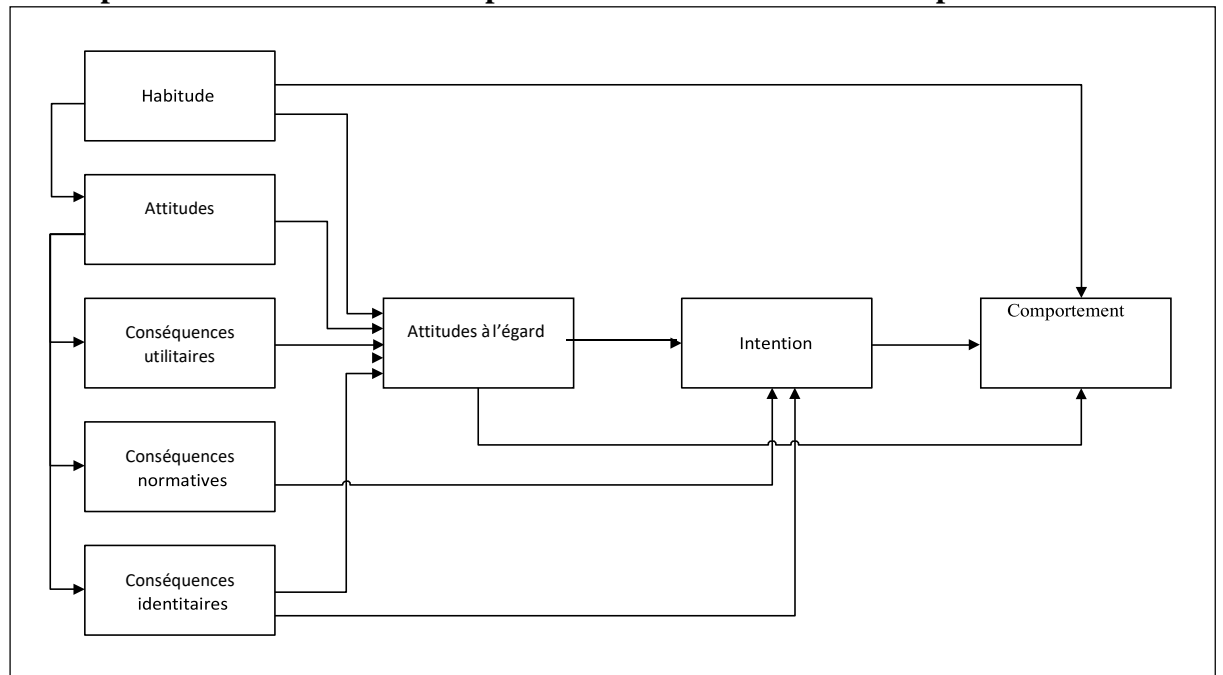 Habitude
Attitudes
Conséquences
utilitaires
Conséquences
normatives
Conséquences
identitaires
Attitudes à l'égard
Intention
Comportement